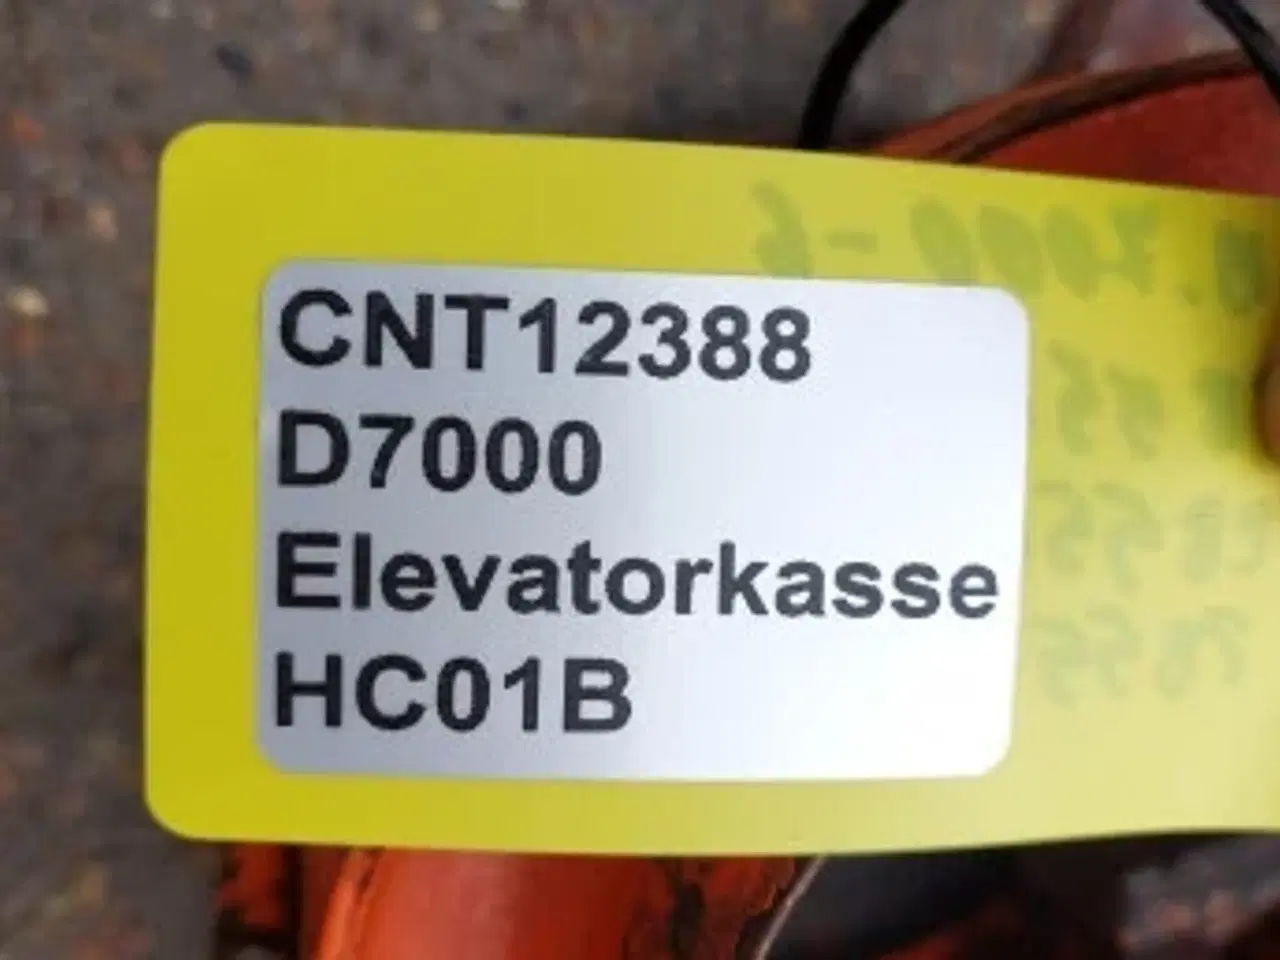 CNT12388
D7000
Elevatorkasse
HC01B